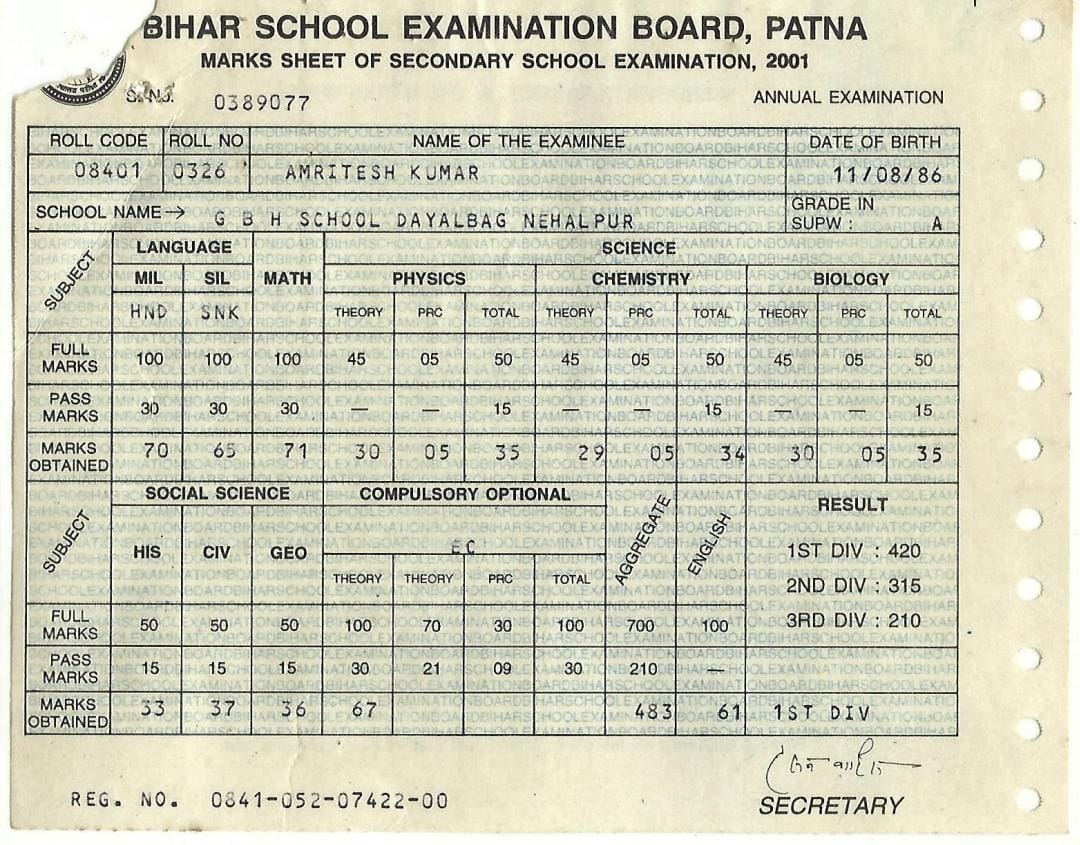 BIHAR SCHOOL EXAMINATION BOARD, PATNA
MARKS SHEET OF SECONDARY SCHOOL EXAMINATION, 2001
S. NO. 0389077 ANNUAL EXAMINATION
ROLL CODE ROLL NO NAME OF THE EXAMINEE DATE OF BIRTH
08401 0326 AMRITESH KUMAR 11/08/86
SCHOOL NAME→ G B H SCHOOL DAYALBAG NEHALPUR GRADE IN SUPW : A
SUBJECT LANGUAGE SCIENCE
MIL SIL MATH PHYSICS CHEMISTRY BIOLOGY
HND SNK THEORY PRC TOTAL THEORY PRC TOTAL THEORY PRC TOTAL
FULL MARKS 100 100 100 45 05 50 45 05 50 45 05 50
PASS MARKS 30 30 30 — — 15 — — 15 — — 15
MARKS OBTAINED 70 65 71 30 05 35 29 05 34 30 05 35
SUBJECT SOCIAL SCIENCE COMPULSORY OPTIONAL AGGREGATE ENGLISH RESULT
HIS CIV GEO EC 1ST DIV : 420
THEORY THEORY PRC TOTAL 2ND DIV : 315
FULL MARKS 50 50 50 100 70 30 100 700 100 3RD DIV : 210
PASS MARKS 15 15 15 30 21 09 30 210 —
MARKS OBTAINED 33 37 36 67 483 61 1ST DIV
REG. NO. 0841-052-07422-00 SECRETARY